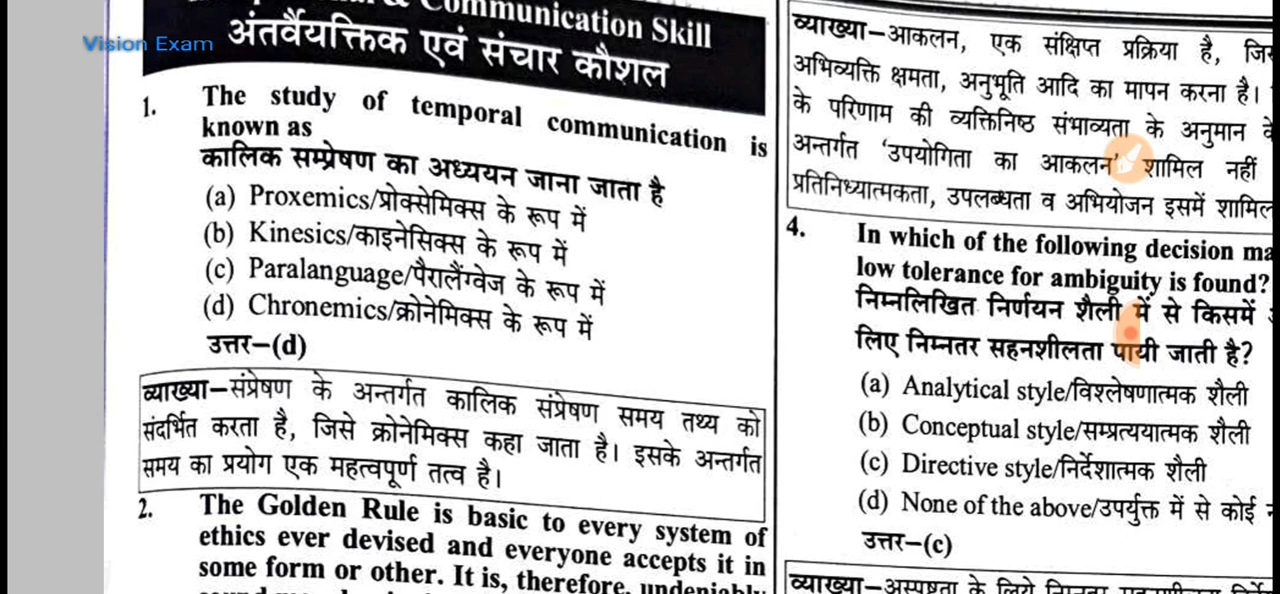 Communication Skill
Vision Exam
अंतर्वैयक्तिक एवं संचार कौशल
1. The study of temporal communication is
known as
कालिक सम्प्रेषण का अध्ययन जाना जाता है
(a) Proxemics/प्रोक्सेमिक्स के रूप में
(b) Kinesics/काइनेसिक्स के रूप में
(c) Paralanguage/पैरालैंग्वेज के रूप में
(d) Chronemics/क्रोनेमिक्स के रूप में
उत्तर–(d)
व्याख्या–संप्रेषण के अन्तर्गत कालिक संप्रेषण समय तथ्य को
संदर्भित करता है, जिसे क्रोनेमिक्स कहा जाता है। इसके अन्तर्गत
समय का प्रयोग एक महत्वपूर्ण तत्व है।
2. The Golden Rule is basic to every system of
ethics ever devised and everyone accepts it in
some form or other. It is, therefore, undeniably
व्याख्या–आकलन, एक संक्षिप्त प्रक्रिया है,
अभिव्यक्ति क्षमता, अनुभूति आदि का मापन करना है।
के परिणाम की व्यक्तिनिष्ठ संभाव्यता के अनुमान
अन्तर्गत ‘उपयोगिता का आकलन’ शामिल नहीं
प्रतिनिध्यात्मकता, उपलब्धता व अभियोजन इसमें शामिल
4. In which of the following decision ma
low tolerance for ambiguity is found?
निम्नलिखित निर्णयन शैली में से किसमें
लिए निम्नतर सहनशीलता पायी जाती है?
(a) Analytical style/विश्लेषणात्मक शैली
(b) Conceptual style/सम्प्रत्ययात्मक शैली
(c) Directive style/निर्देशात्मक शैली
(d) None of the above/उपर्युक्त में से कोई
उत्तर–(c)
व्याख्या–अस्पष्टता के लिये निम्नतर